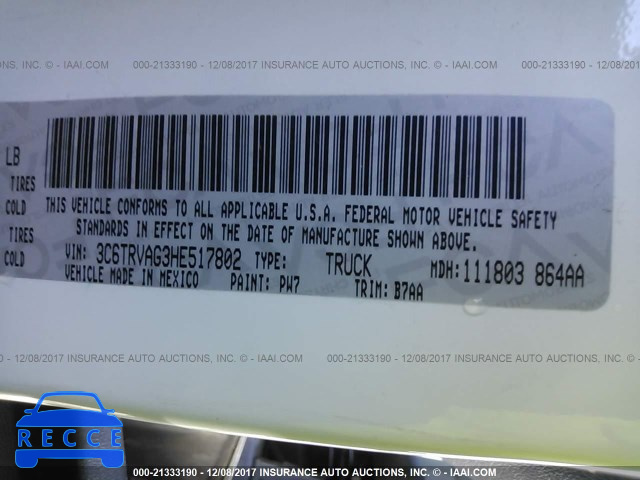 000-21333190 - 12/08/2017 INSURANCE AUTO AUCTIONS, INC. - © IAAI.COM
LB
TIRES
COLD
COLD
THIS VEHICLE CONFORMS TO ALL APPLICABLE U.S.A. FEDERAL MOTOR VEHICLE SAFETY
STANDARDS IN EFFECT ON THE DATE OF MANUFACTURE SHOWN ABOVE.
VIN: 3C6TRVAG3HE517802 TYPE: TRUCK MDH: 111803 864AA
VEHICLE MADE IN MEXICO PAINT: PW7 TRIM: B7AA
000-21333190 - 12/08/2017 INSURANCE AUTO AUCTIONS, INC. - © IAAI.COM
RECCE
000-21333190 - 12/08/2017 INSURANCE AUTO AUCTIONS, INC. - © IAAI.COM